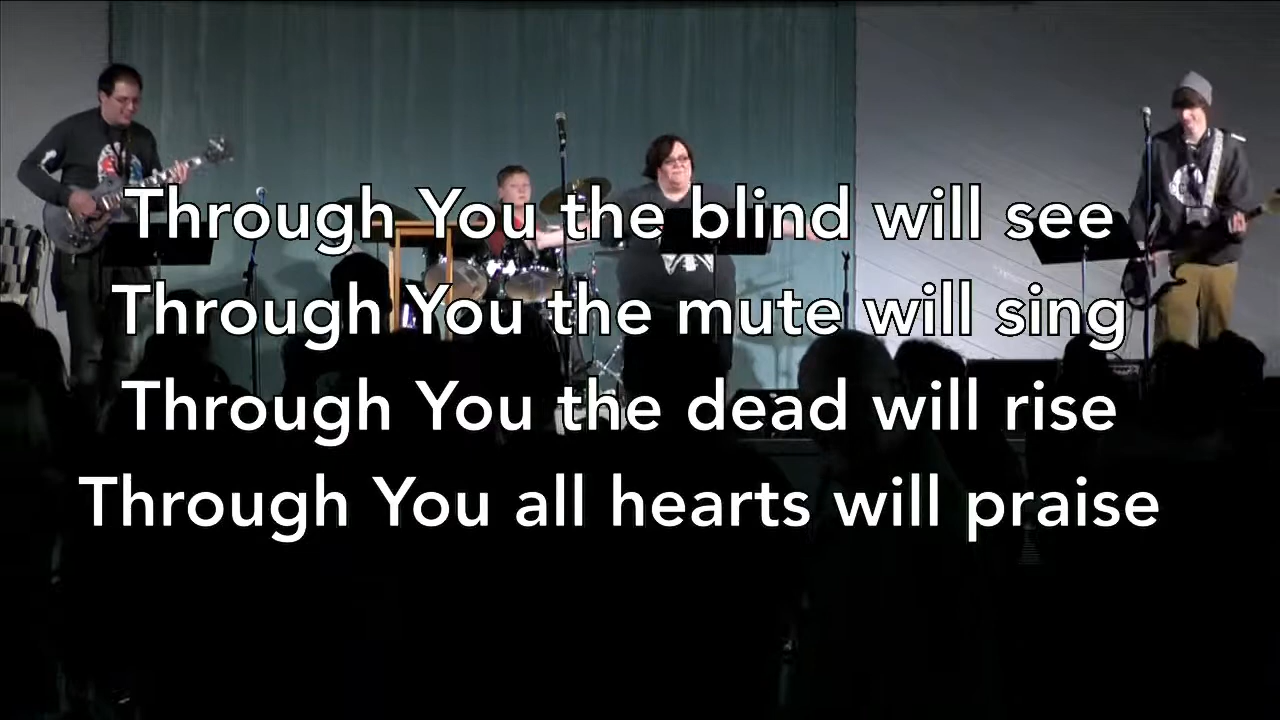 Through You the blind will see
Through You the mute will sing
Through You the dead will rise
Through You all hearts will praise